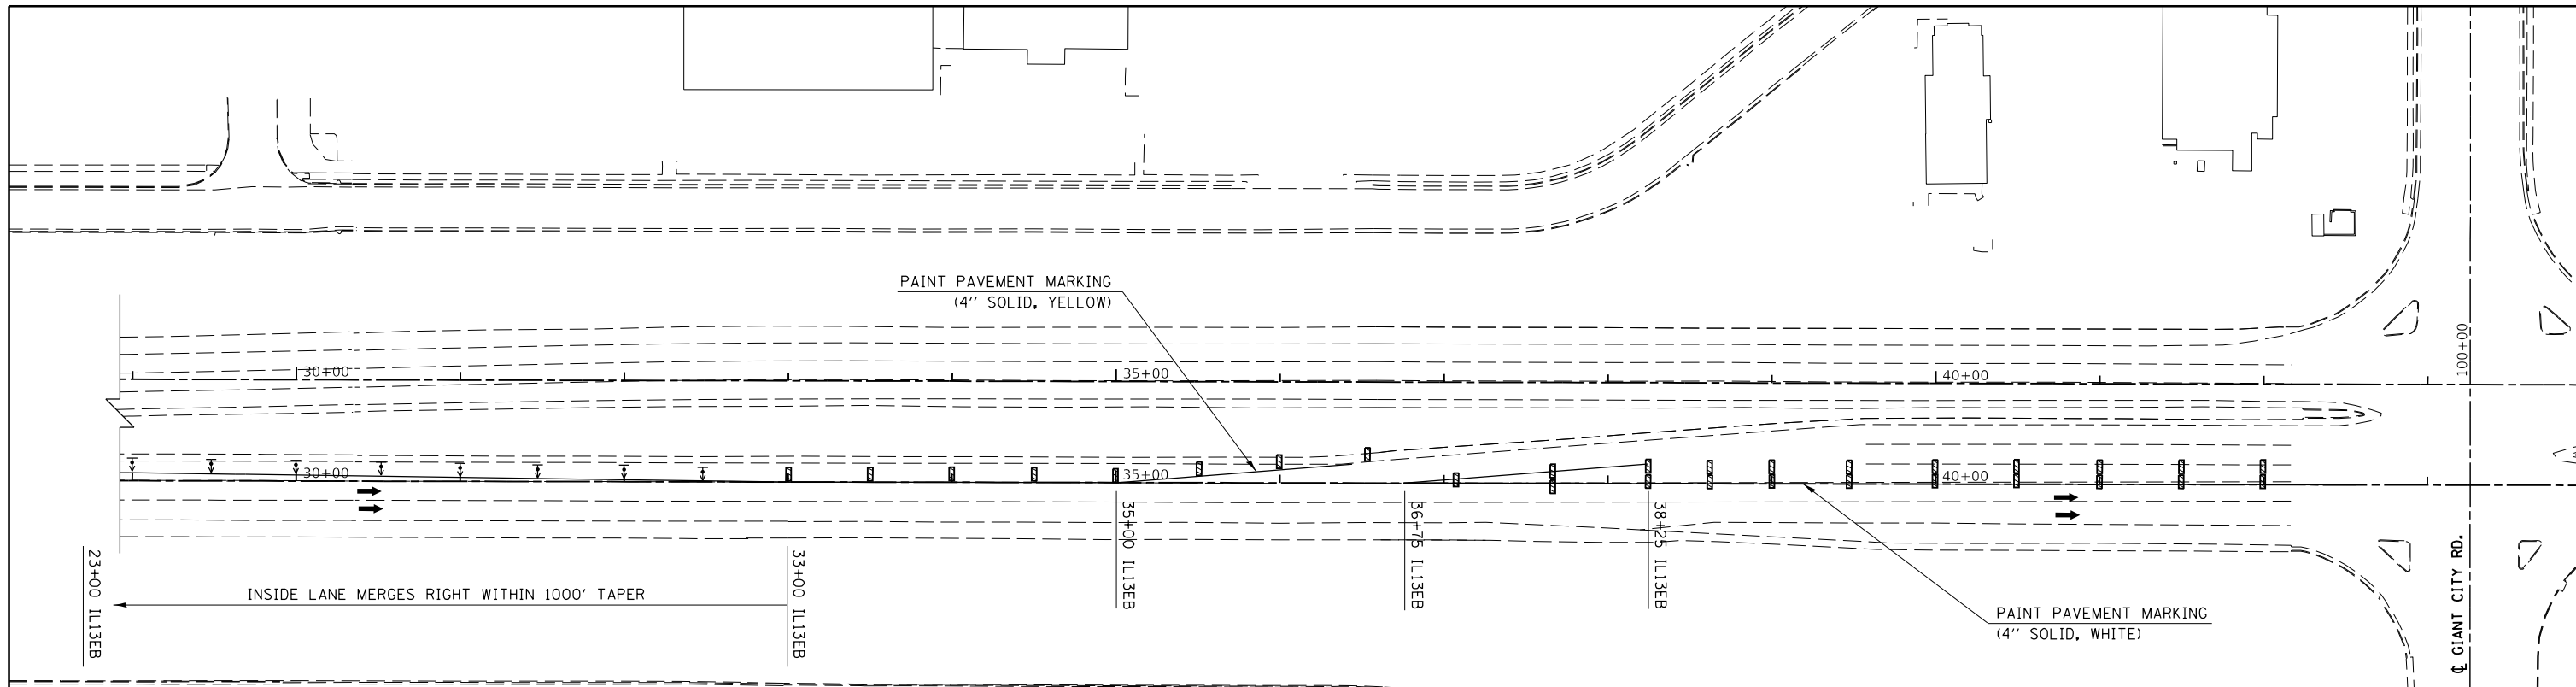 PAINT PAVEMENT MARKING
(4" SOLID, YELLOW)
100+00
30+00
35+00
40+00
30+00
35+00
40+00
23+00 IL13EB
INSIDE LANE MERGES RIGHT WITHIN 1000' TAPER
33+00 IL13EB
35+00 IL13EB
36+75 IL13EB
38+25 IL13EB
PAINT PAVEMENT MARKING
(4" SOLID, WHITE)
℄ GIANT CITY RD.